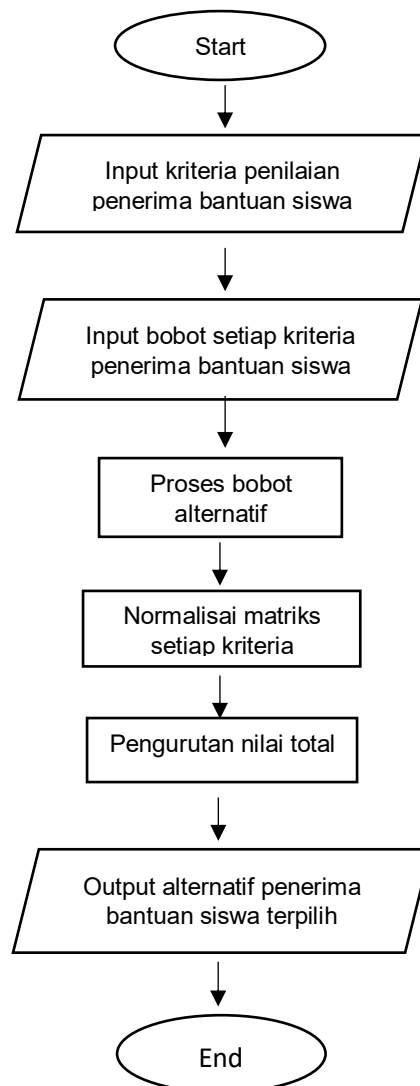 Start
Input kriteria penilaian
penerima bantuan siswa
Input bobot setiap kriteria
penerima bantuan siswa
Proses bobot
alternatif
Normalisai matriks
setiap kriteria
Pengurutan nilai total
Output alternatif penerima
bantuan siswa terpilih
End